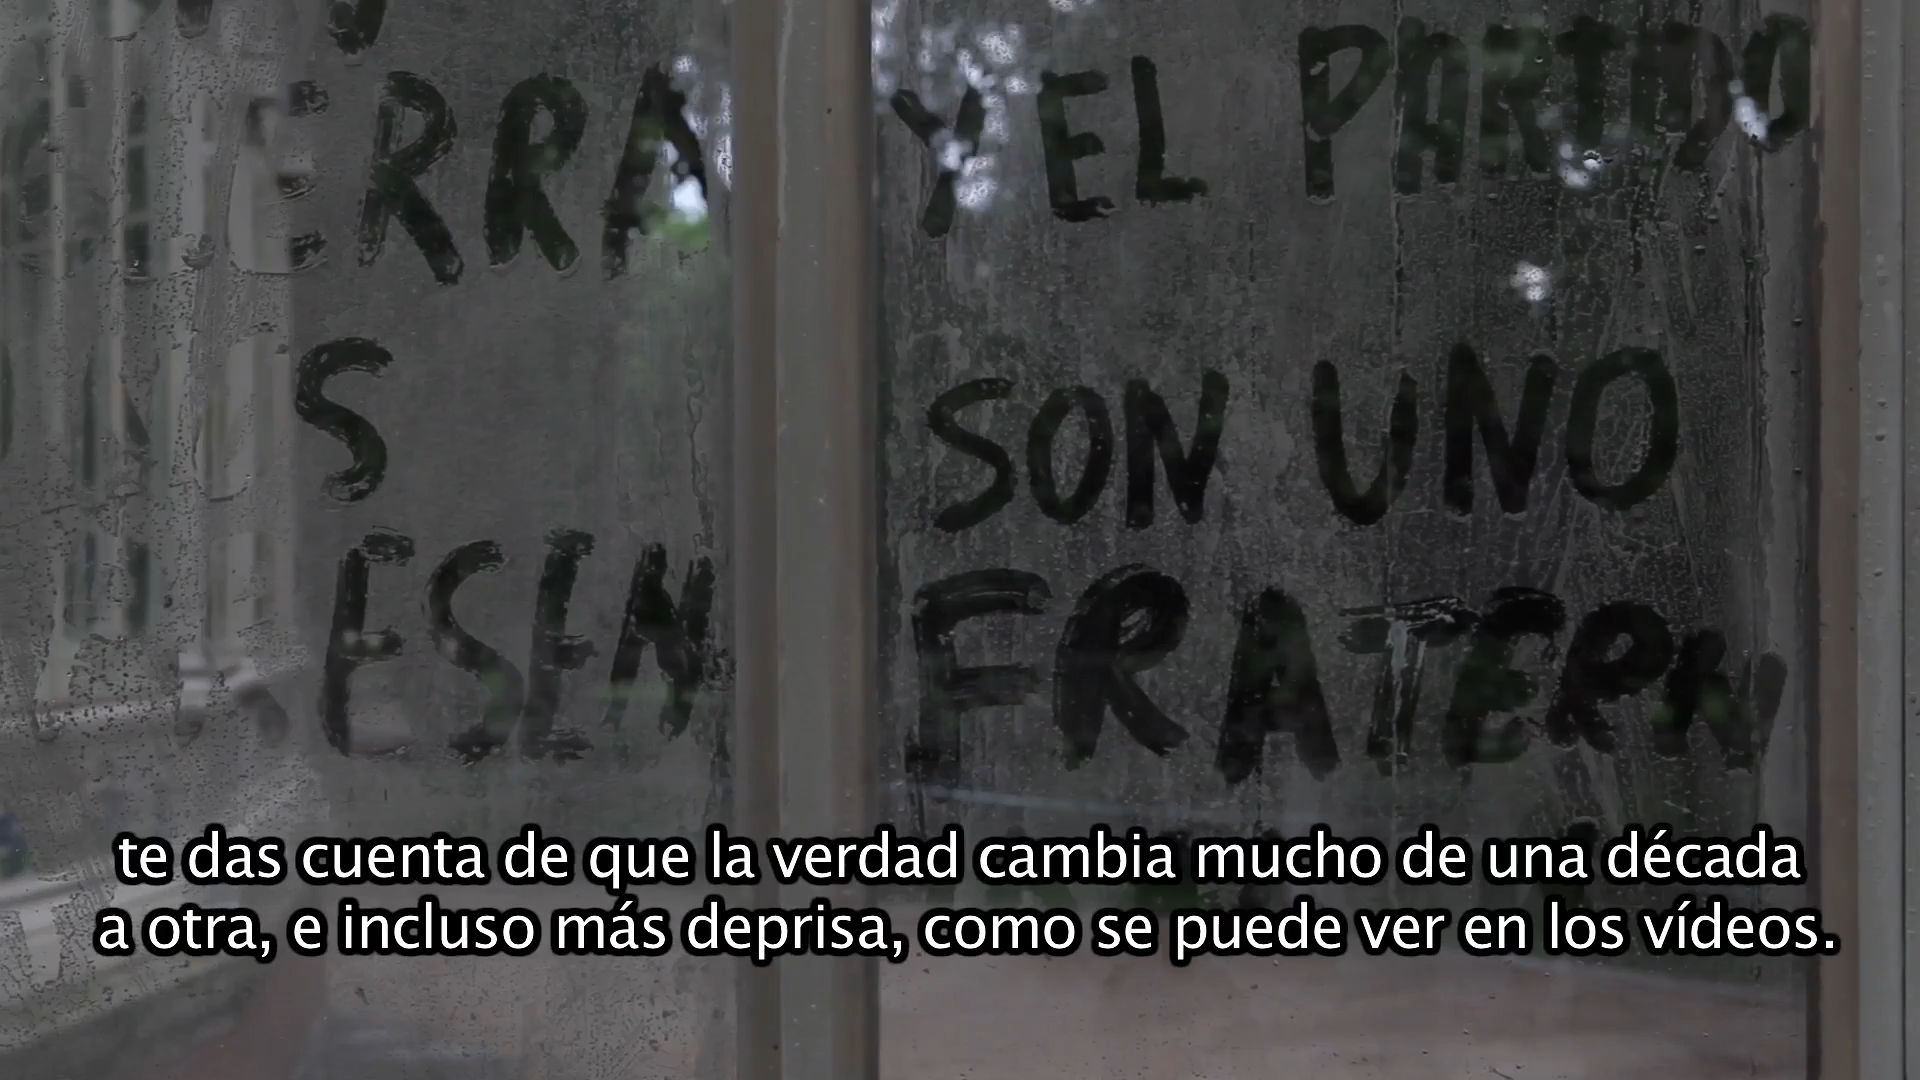 ERRA
Y EL PARTIDO
S
SON UNO
ESEN
FRATERN
te das cuenta de que la verdad cambia mucho de una década
a otra, e incluso más deprisa, como se puede ver en los vídeos.